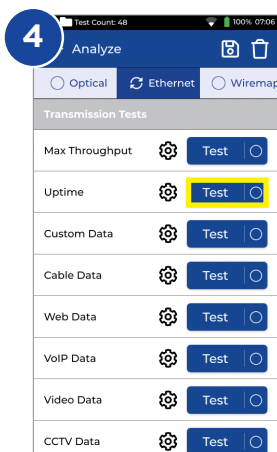 4
Test Count: 48
100% 07:06
Analyze
Optical
Ethernet
Wiremap
Transmission Tests
Max Throughput Test
Uptime Test
Custom Data Test
Cable Data Test
Web Data Test
VoIP Data Test
Video Data Test
CCTV Data Test